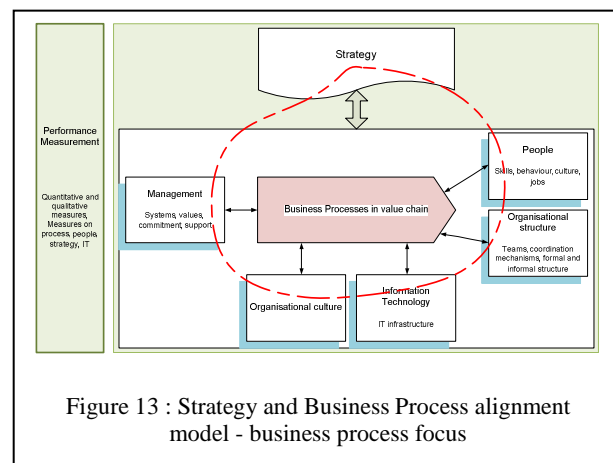 Strategy
Performance
Measurement
Quantitative and
qualitative
measures,
Measures on
process, people,
strategy, IT
Management
Systems, values,
commitment, support,
Business Processes in value chain
People
Skills, behaviour, culture,
jobs
Organisational
structure
Teams, coordination
mechanisms, formal and
informal structure
Organisational culture
Information
Technology
IT infrastructure
Figure 13 : Strategy and Business Process alignment
model - business process focus